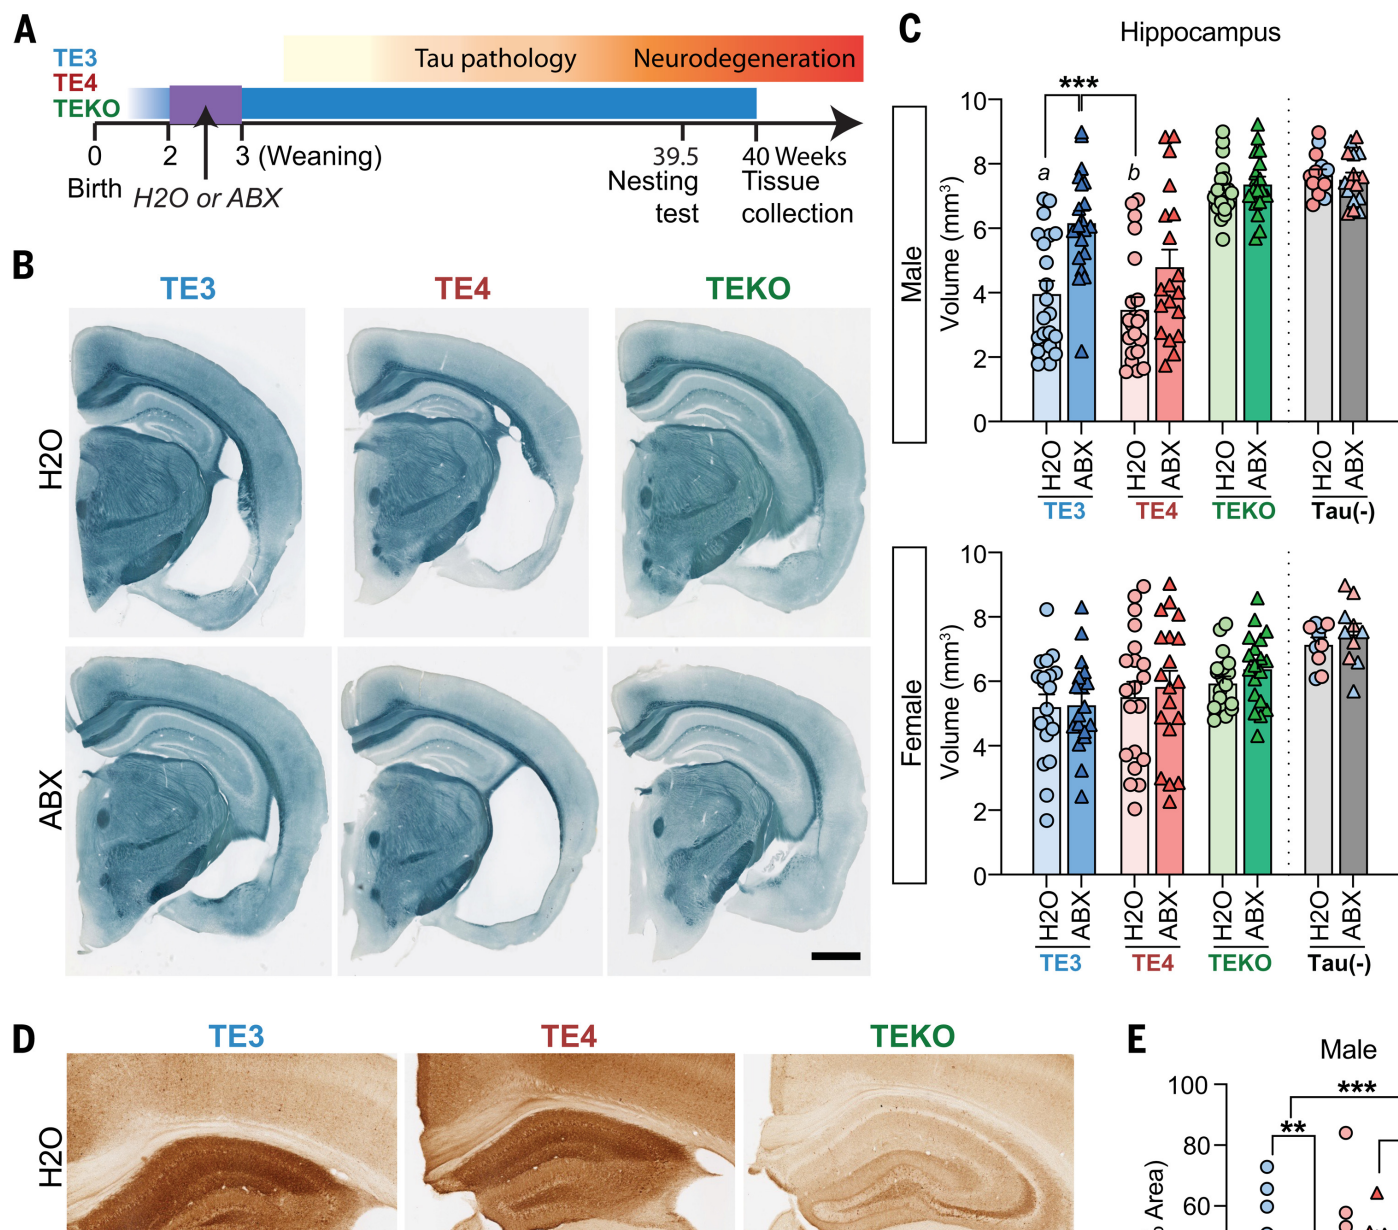 A
TE3
TE4
TEKO
Tau pathology
Neurodegeneration
0
2
3 (Weaning)
39.5
40 Weeks
Birth
H2O or ABX
Nesting
test
Tissue
collection
B
TE3
TE4
TEKO
H2O
ABX
C
Hippocampus
Male
Volume (mm3)
10
8
6
4
2
0
***
a
b
H2O
ABX
H2O
ABX
H2O
ABX
H2O
ABX
TE3
TE4
TEKO
Tau(-)
Female
Volume (mm3)
10
8
6
4
2
0
H2O
ABX
H2O
ABX
H2O
ABX
H2O
ABX
TE3
TE4
TEKO
Tau(-)
D
TE3
TE4
TEKO
H2O
E
Male
100
80
60
Area)
***
**